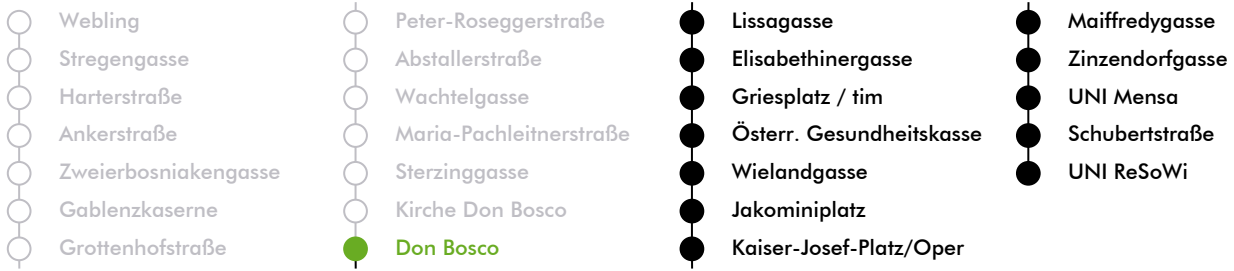 Webling
Stregengasse
Harterstraße
Ankerstraße
Zweierbosniakengasse
Gablenzkaserne
Grottenhofstraße
Peter-Roseggerstraße
Abstallerstraße
Wachtelgasse
Maria-Pachleitnerstraße
Sterzinggasse
Kirche Don Bosco
Don Bosco
Lissagasse
Elisabethinergasse
Griesplatz / tim
Österr. Gesundheitskasse
Wielandgasse
Jakominiplatz
Kaiser-Josef-Platz/Oper
Maiffredygasse
Zinzendorfgasse
UNI Mensa
Schubertstraße
UNI ReSoWi